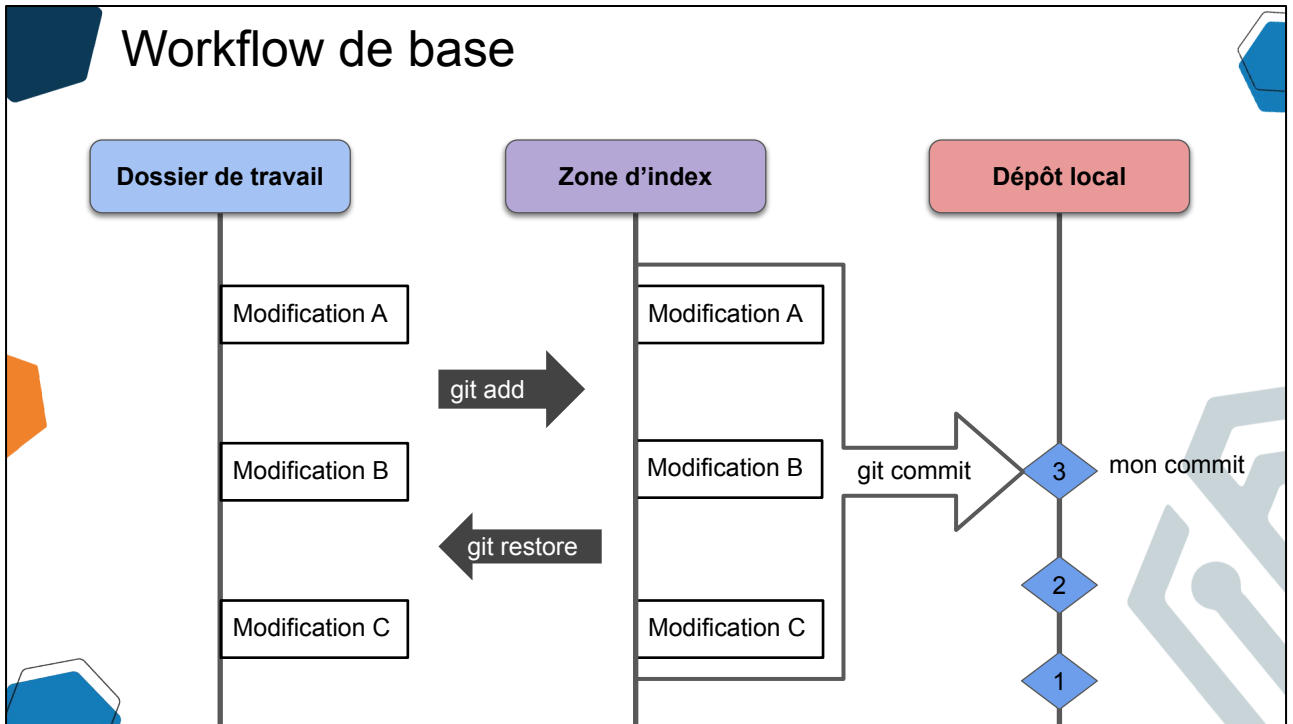 Workflow de base
Dossier de travail
Zone d’index
Dépôt local
Modification A
Modification A
git add
Modification B
Modification B
git commit
3
mon commit
git restore
2
Modification C
Modification C
1